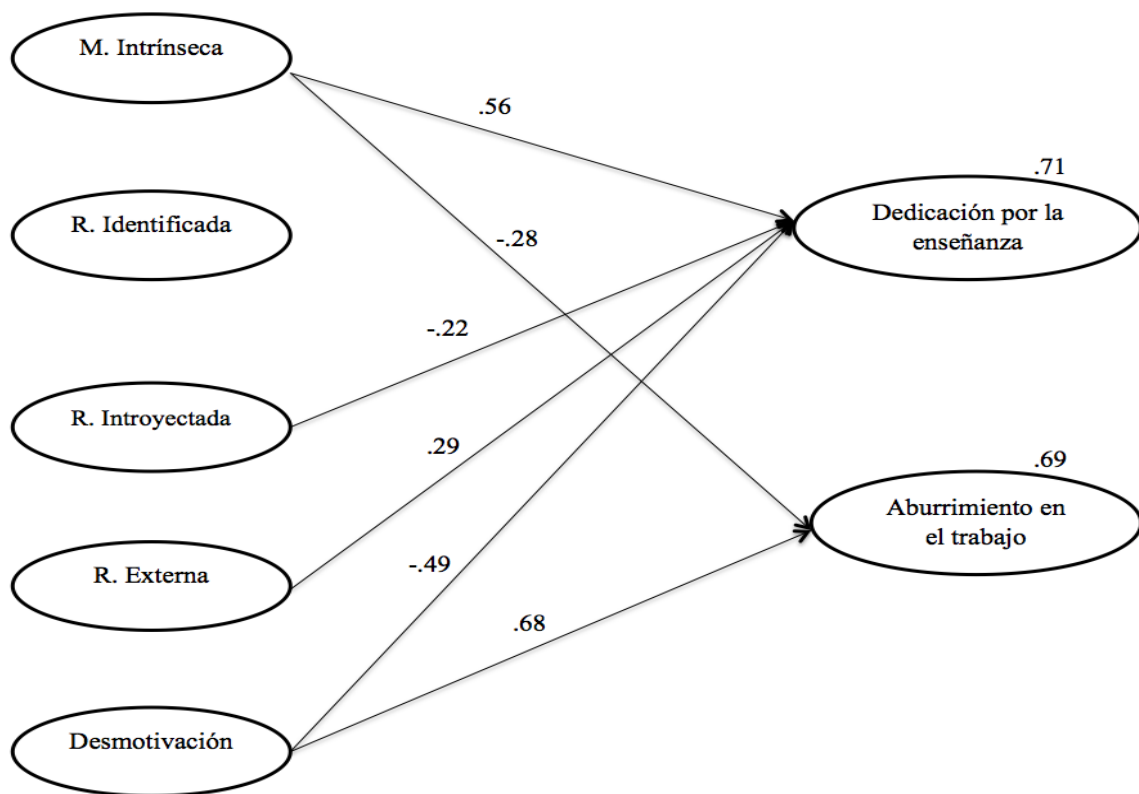 M. Intrínseca
.56
.71
R. Identificada
Dedicación por la
enseñanza
-.28
-.22
R. Introyectada
.29
.69
Aburrimiento en
el trabajo
R. Externa
-.49
.68
Desmotivación